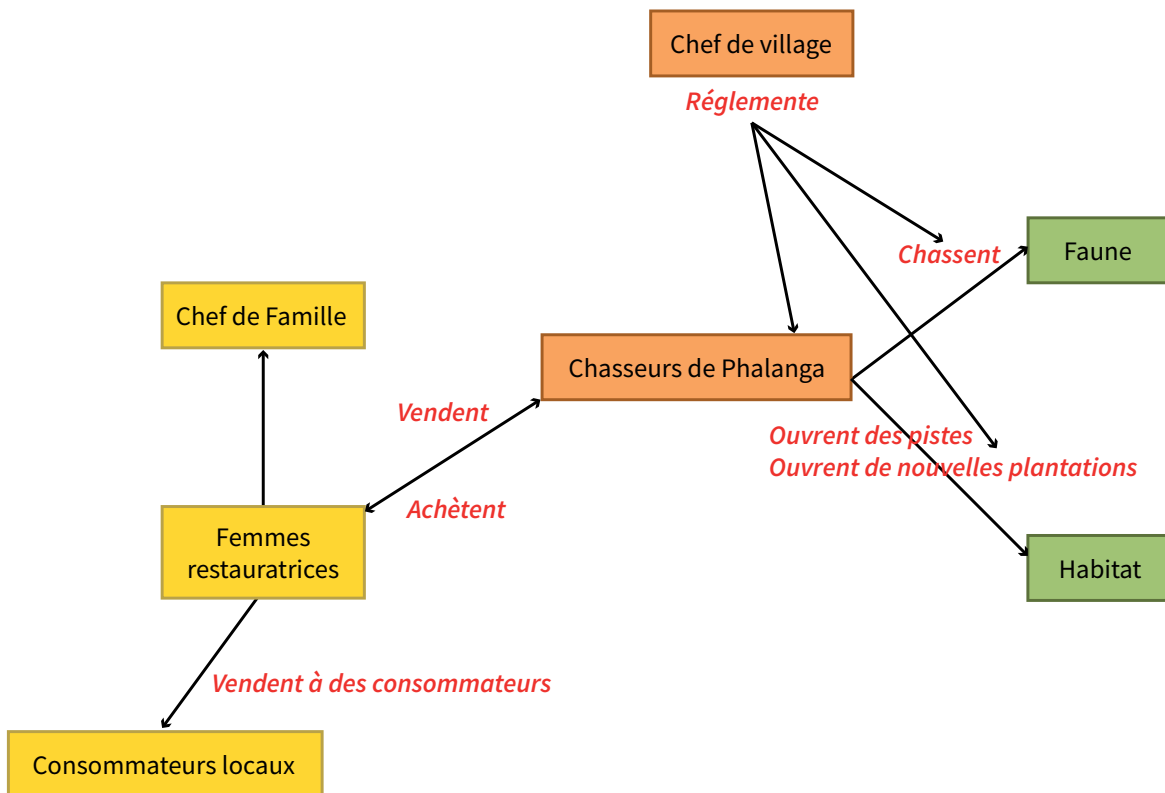 Chef de village
Réglemente
Chassent
Faune
Chef de Famille
Chasseurs de Phalanga
Vendent
Ouvrent des pistes
Ouvrent de nouvelles plantations
Achètent
Femmes
restauratrices
Habitat
Vendent à des consommateurs
Consommateurs locaux